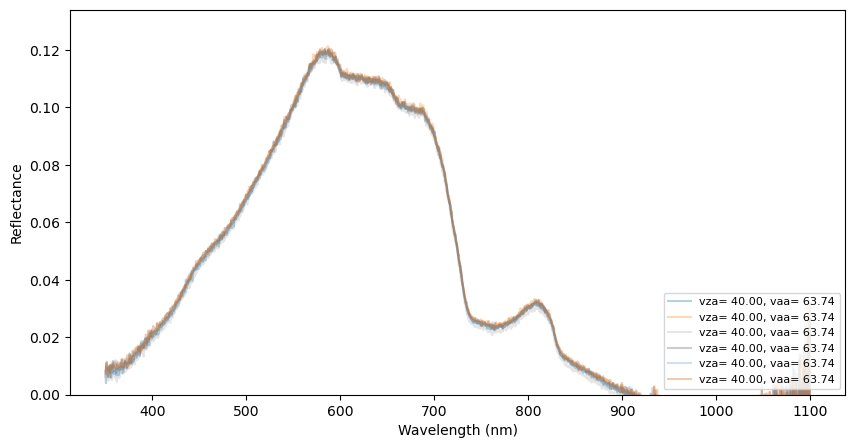 0.12
0.10
0.08
0.06
0.04
0.02
0.00
Reflectance
vza= 40.00, vaa= 63.74
vza= 40.00, vaa= 63.74
vza= 40.00, vaa= 63.74
vza= 40.00, vaa= 63.74
vza= 40.00, vaa= 63.74
vza= 40.00, vaa= 63.74
400 500 600 700 800 900 1000 1100
Wavelength (nm)